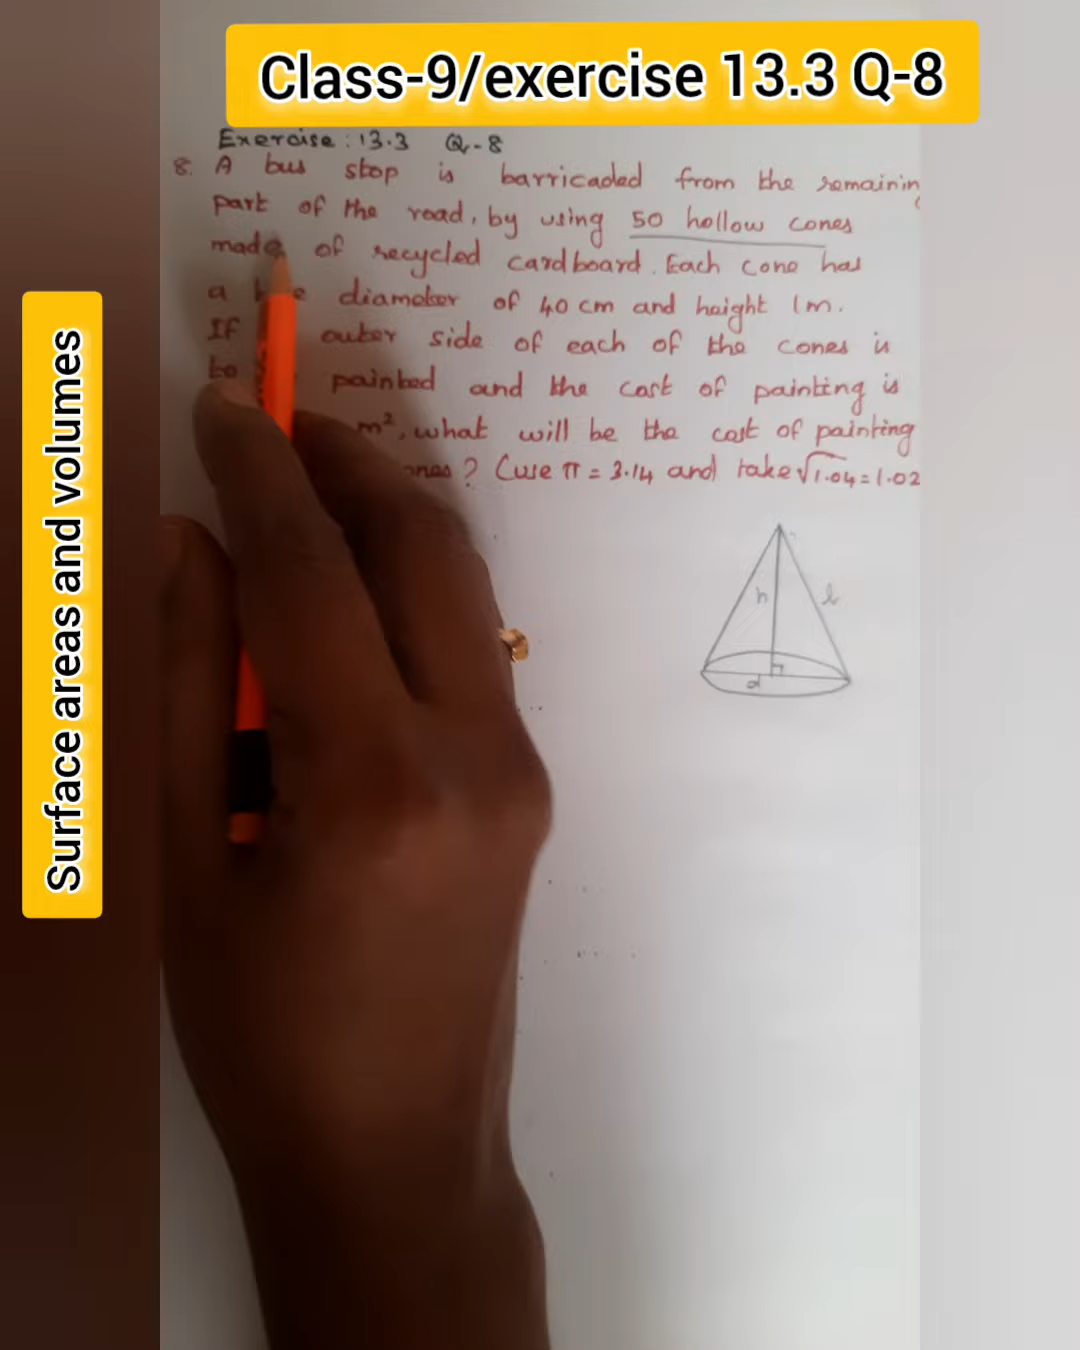 Class-9/exercise 13.3 Q-8
Surface areas and volumes
Exercise : 13.3 Q-8
8. A bus stop is barricaded from the remaining
part of the road, by using 50 hollow cones
made of recycled cardboard. Each cone has
a diameter of 40 cm and height 1m.
If outer side of each of the cones is
to painted and the cost of painting is
m², what will be the cost of painting
ones? (use π = 3.14 and take √1.04 = 1.02
h l
d